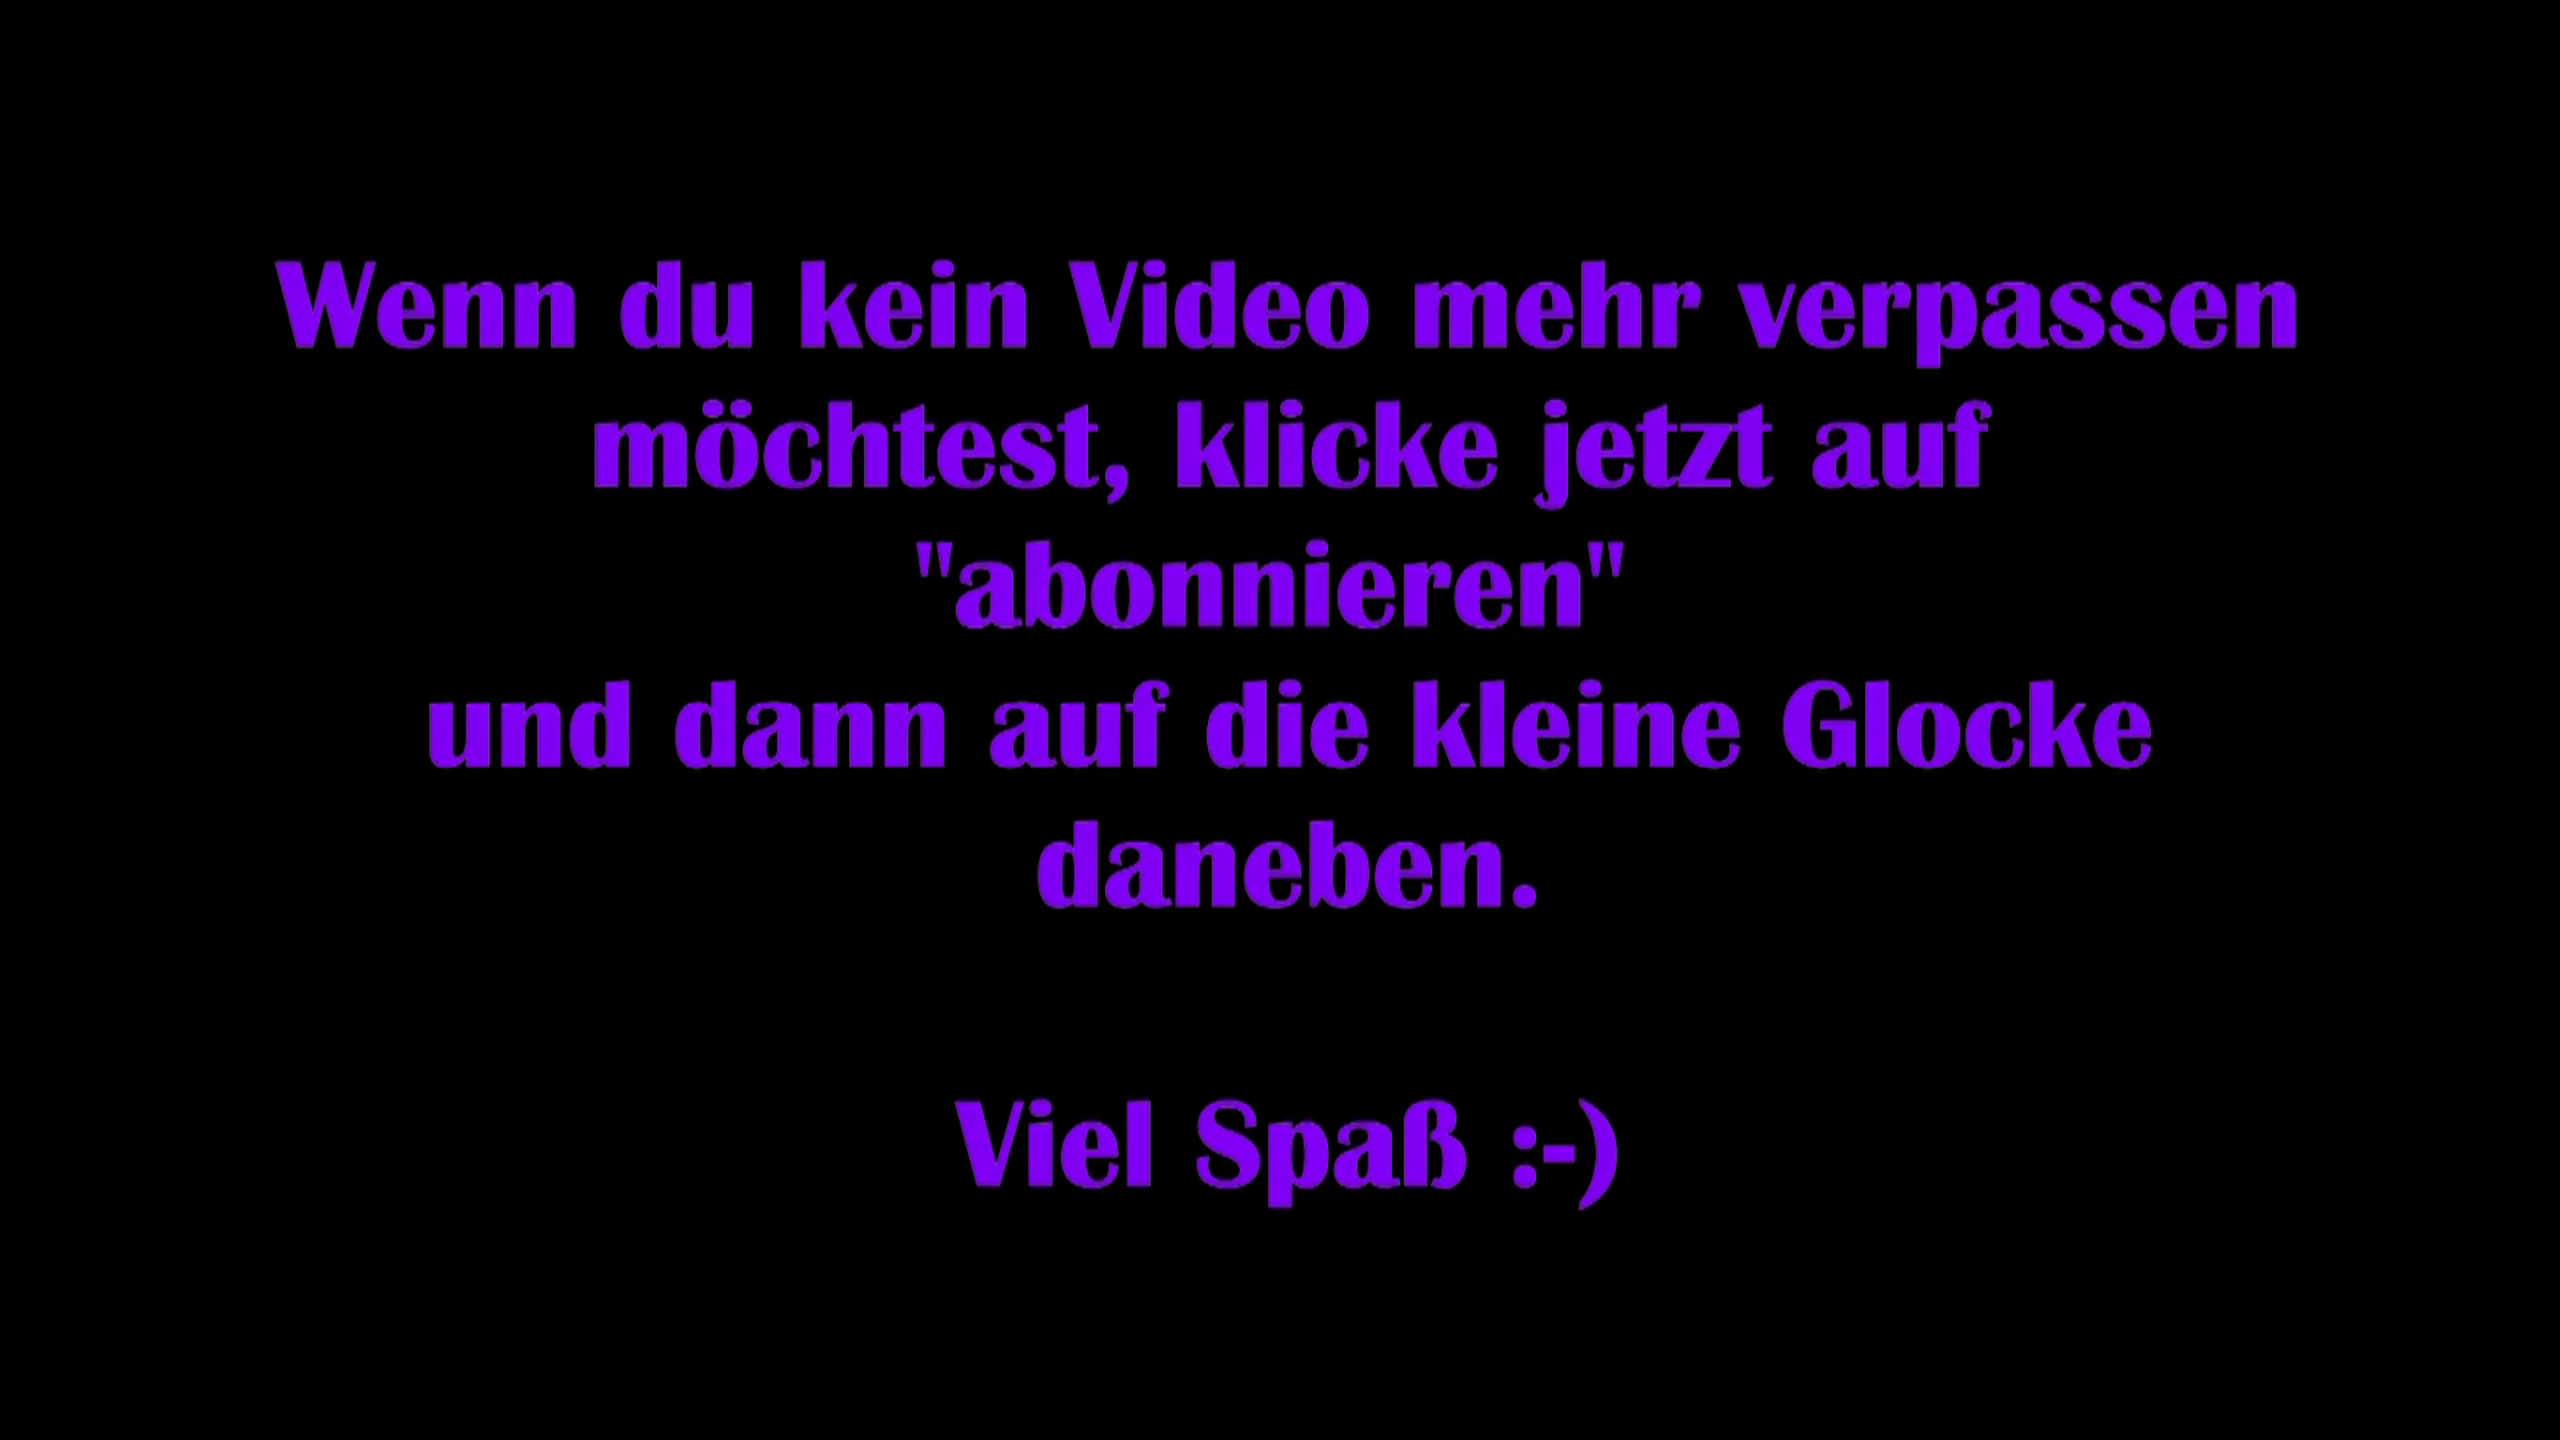 Wenn du kein Video mehr verpassen
möchtest, klicke jetzt auf
"abonnieren"
und dann auf die kleine Glocke
daneben.
Viel Spaß :-)